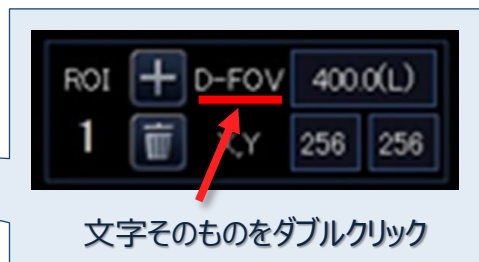 ROI + D-FOV 400.0(L)
1 X,Y 256 256
文字そのものをダブルクリック